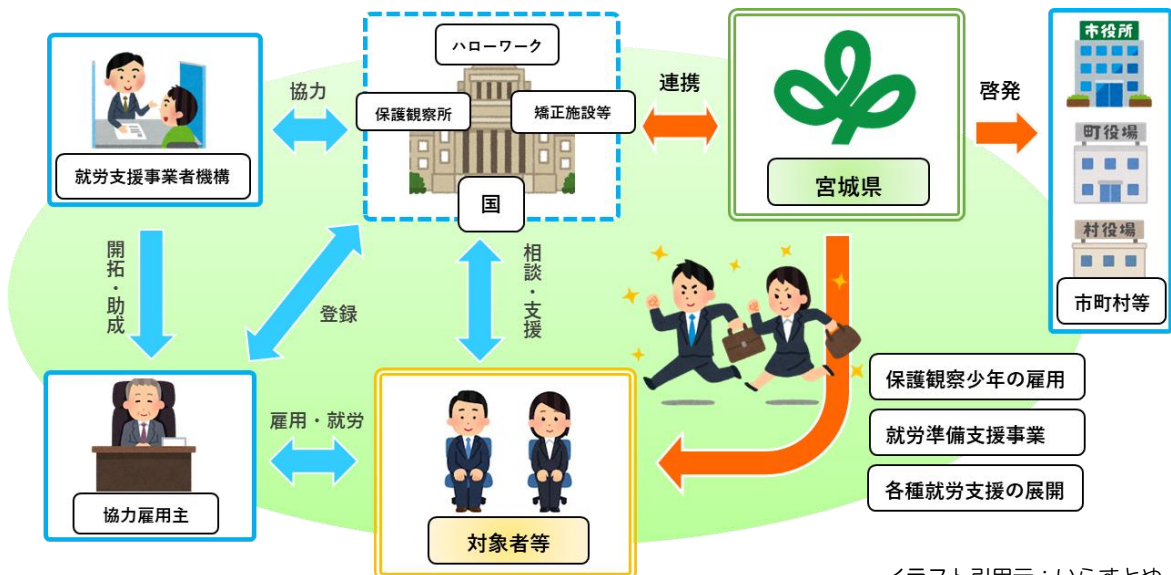 ハローワーク
保護観察所
矯正施設等
国
協力
就労支援事業者機構
連携
宮城県
啓発
市役所
町役場
村役場
市町村等
開拓・助成
登録
相談・支援
協力雇用主
雇用・就労
対象者等
保護観察少年の雇用
就労準備支援事業
各種就労支援の展開